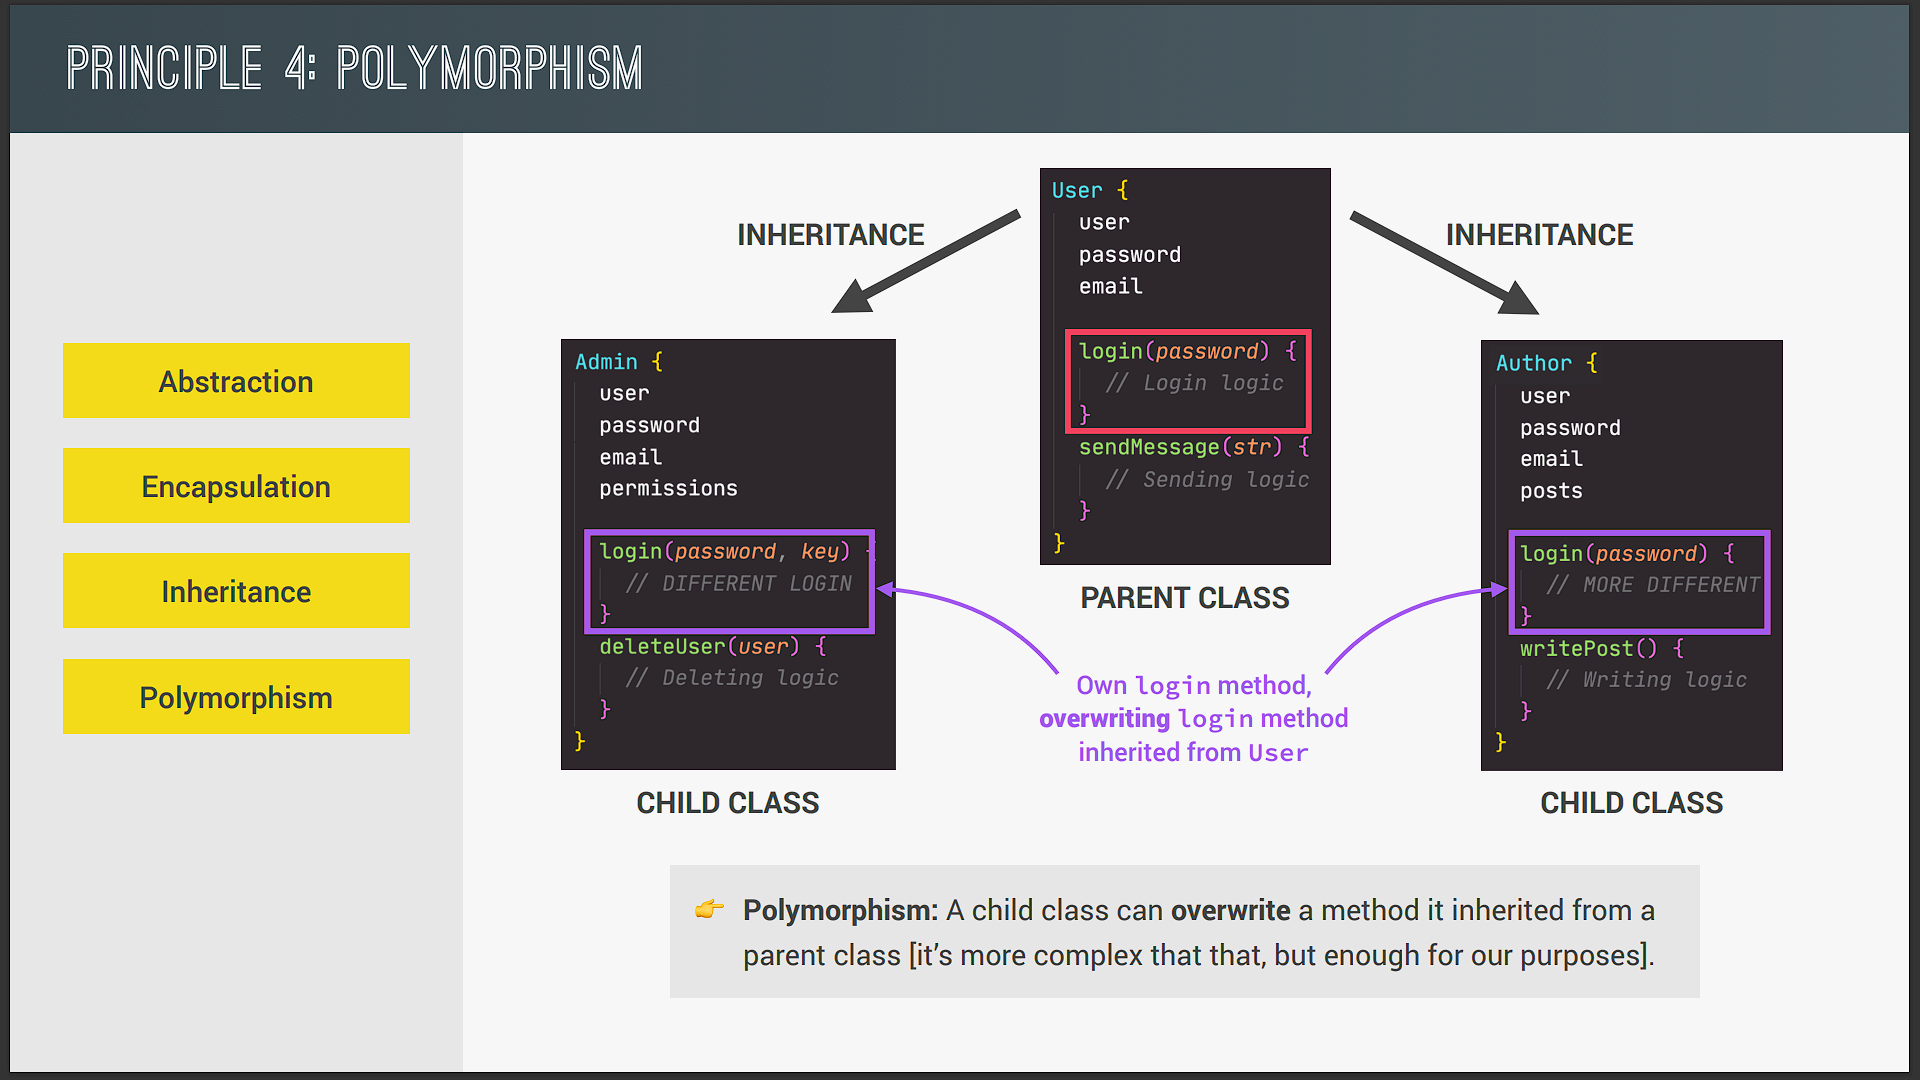 PRINCIPLE 4: POLYMORPHISM
Abstraction
Encapsulation
Inheritance
Polymorphism
INHERITANCE
INHERITANCE
User {
user
password
email
login(password) {
// Login logic
}
sendMessage(str) {
// Sending logic
}
}
PARENT CLASS
Admin {
user
password
email
permissions
login(password, key) {
// DIFFERENT LOGIN
}
deleteUser(user) {
// Deleting logic
}
}
CHILD CLASS
Own login method,
overwriting login method
inherited from User
Author {
user
password
email
posts
login(password) {
// MORE DIFFERENT
}
writePost() {
// Writing logic
}
}
CHILD CLASS
👉 Polymorphism: A child class can overwrite a method it inherited from a
parent class [it’s more complex that that, but enough for our purposes].